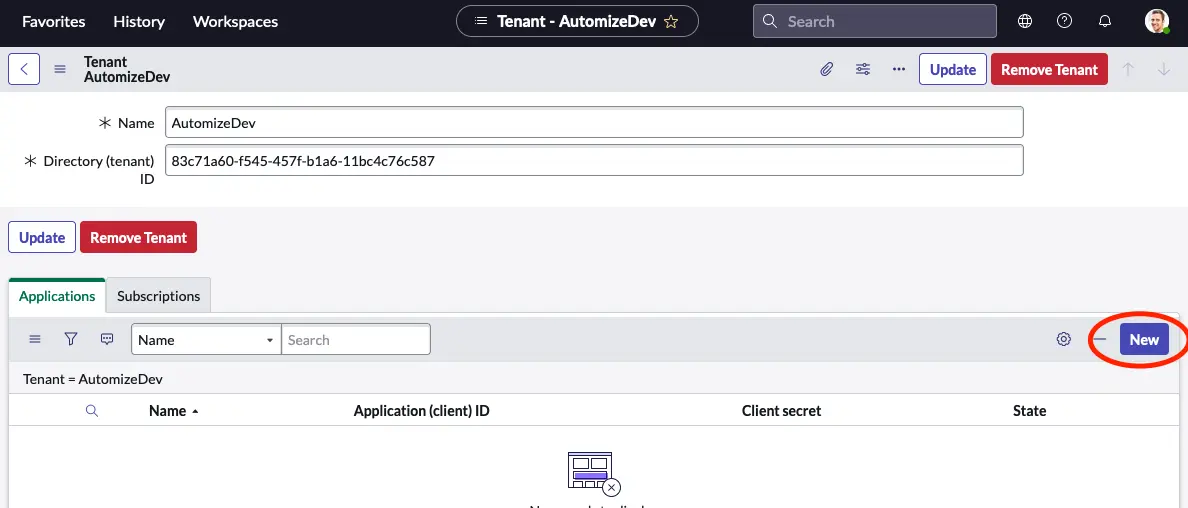 Favorites History Workspaces Tenant - AutomizeDev Search
Tenant
AutomizeDev
Update Remove Tenant
Name AutomizeDev
Directory (tenant) ID 83c71a60-f545-457f-b1a6-11bc4c76c587
Update Remove Tenant
Applications Subscriptions
Name Search New
Tenant = AutomizeDev
Name Application (client) ID Client secret State